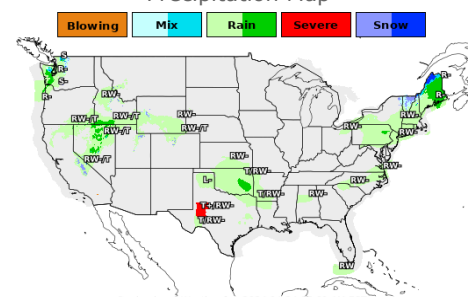 Precipitation Map
Blowing Mix Rain Severe Snow
S-
R-
S-
R-
RW-
RW-/T
RW-
RW-/T
RW-/T
RW-/T
RW-
T/RW-
L-
T/RW-
T+/RW-
T/RW-
RW-
RW-
RW-
RW-
RW-
RW-
RW-
R-
R-
RW